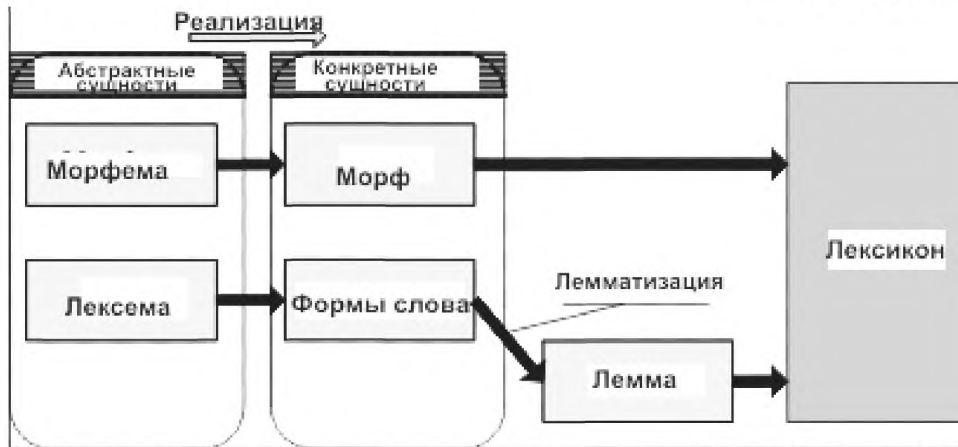 Реализация
Абстрактные
сущности
Конкретные
сущности
Морфема
Морф
Лексикон
Лексема
Формы слова
Лемматизация
Лемма